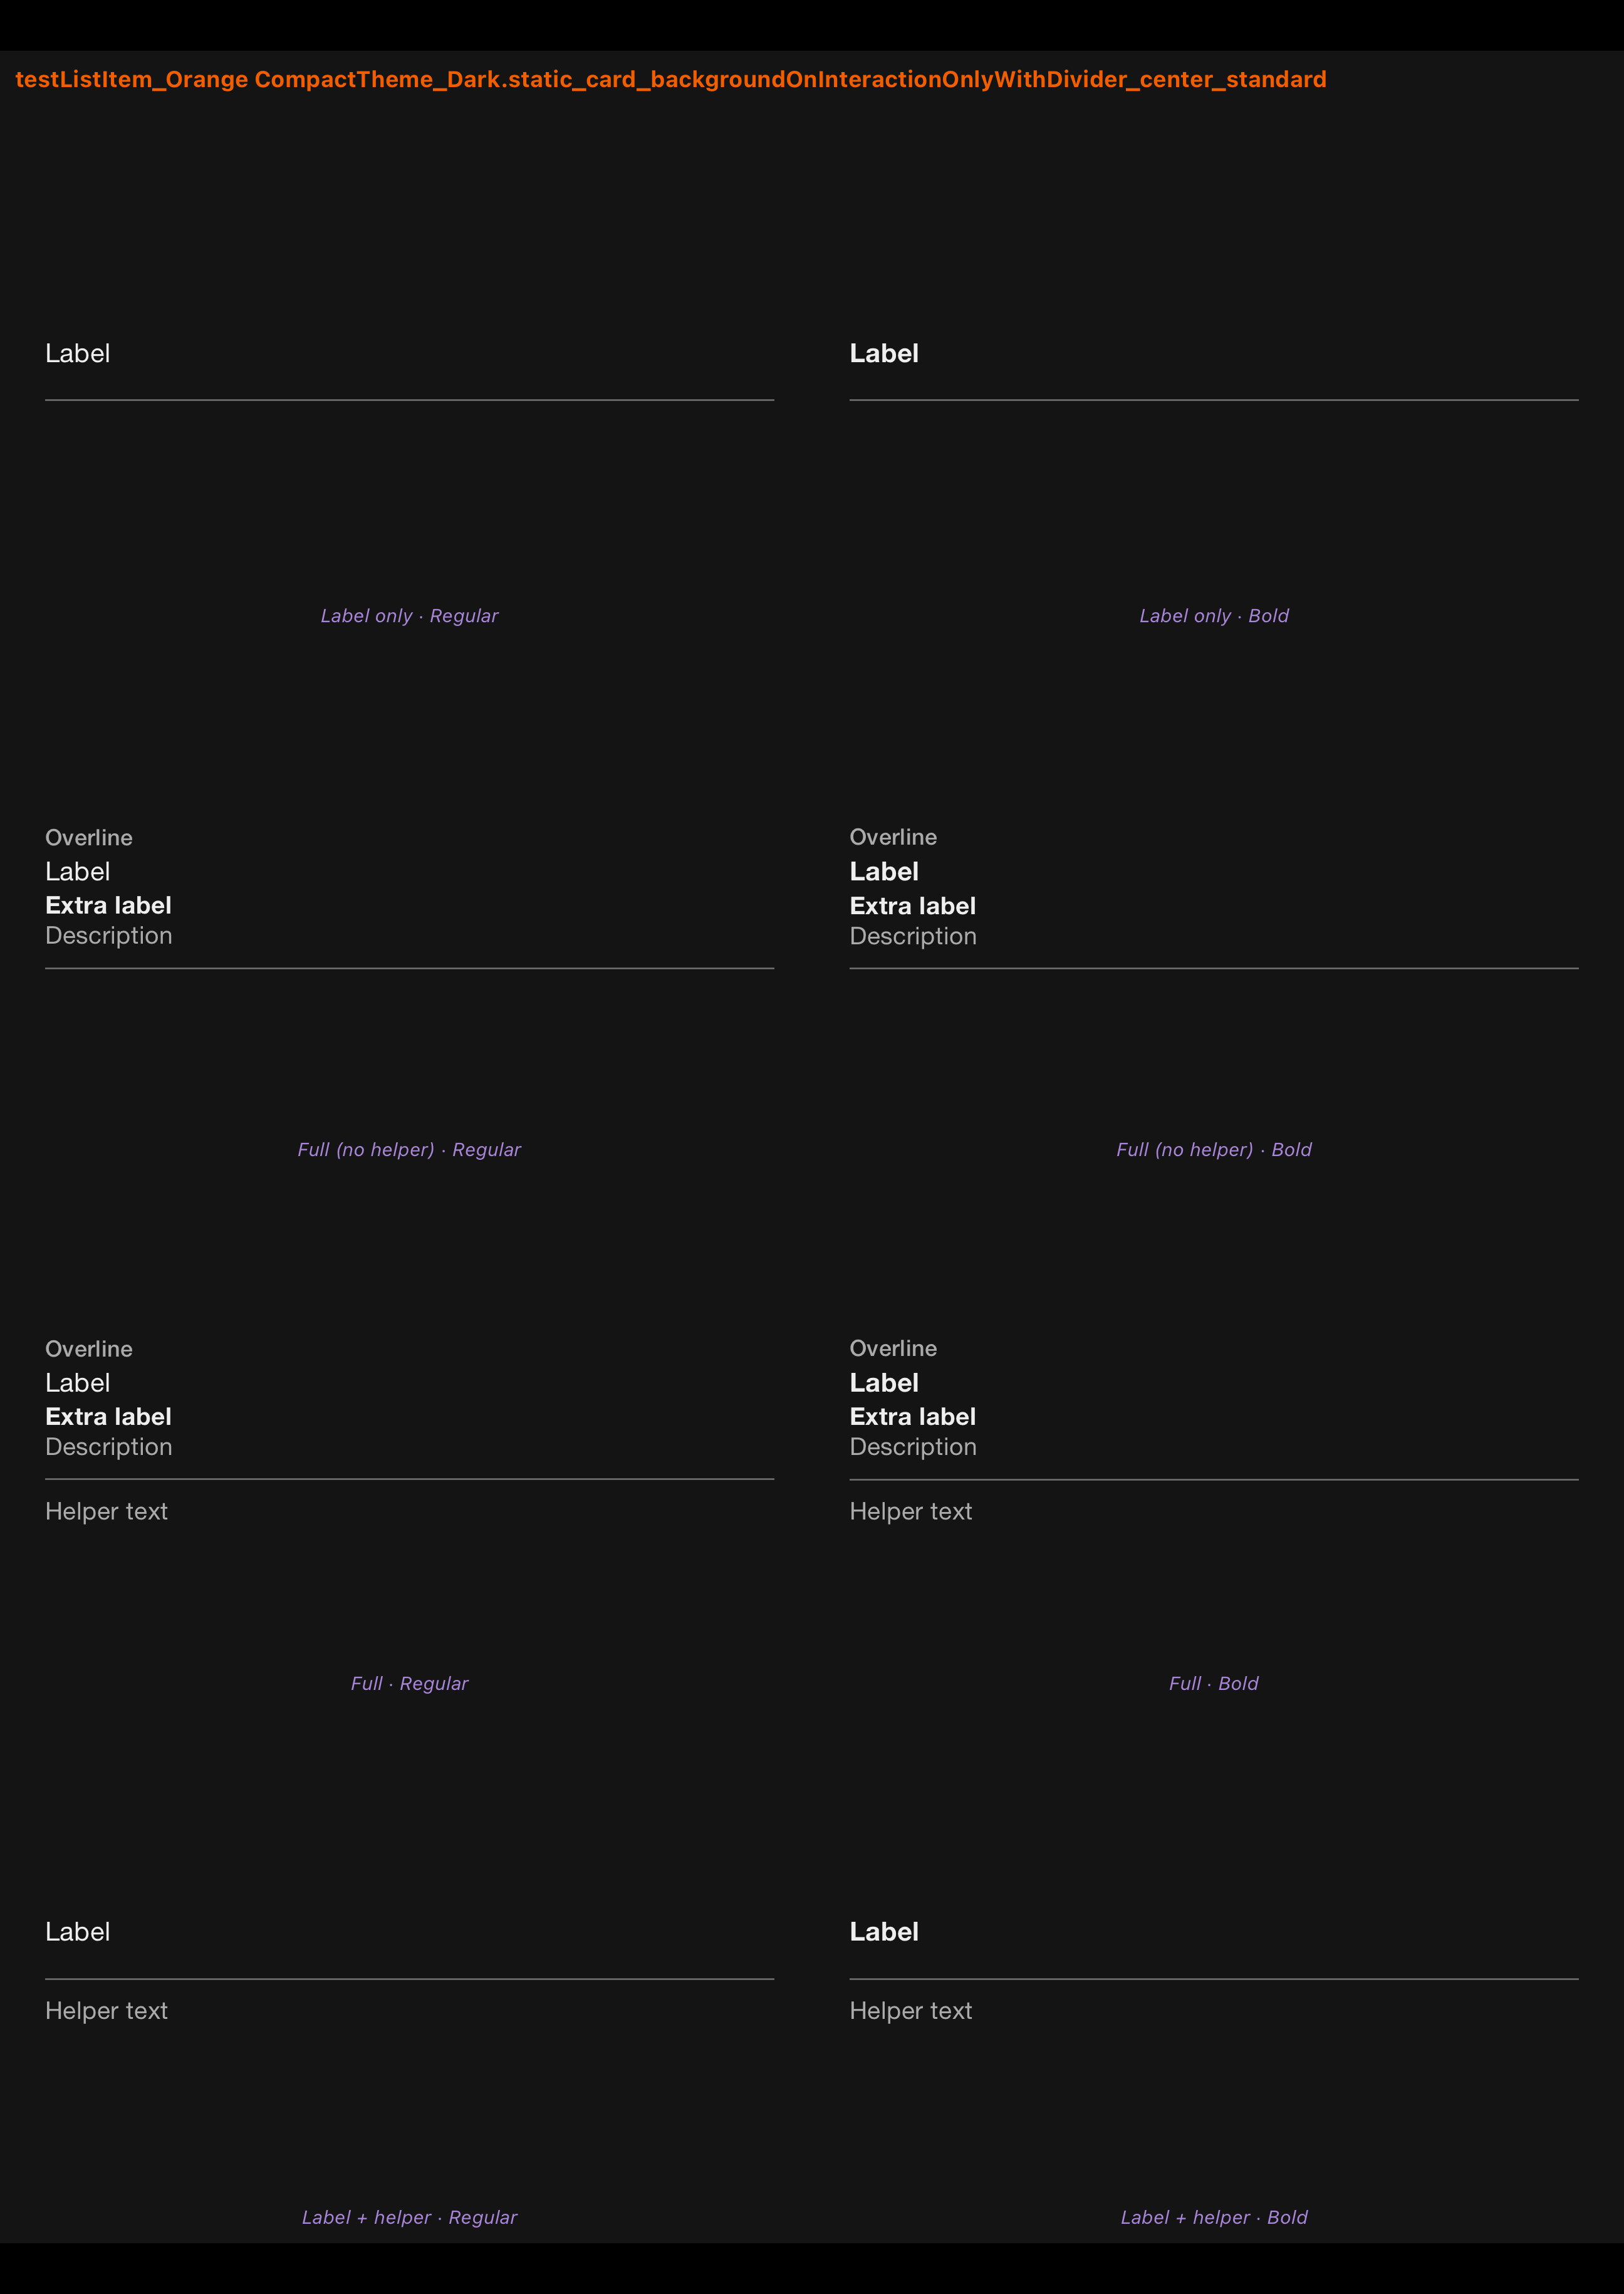 testListItem_Orange CompactTheme_Dark.static_card_backgroundOnInteractionOnlyWithDivider_center_standard
Label
Label
Label only · Regular
Label only · Bold
Overline
Label
Extra label
Description
Overline
Label
Extra label
Description
Full (no helper) · Regular
Full (no helper) · Bold
Overline
Label
Extra label
Description
Helper text
Overline
Label
Extra label
Description
Helper text
Full · Regular
Full · Bold
Label
Helper text
Label
Helper text
Label + helper · Regular
Label + helper · Bold